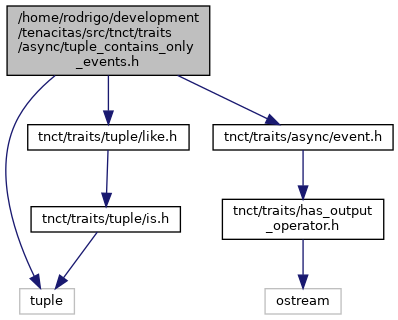 /home/rodrigo/development
/tenacitas/src/tnct/traits
/async/tuple_contains_only
_events.h
tnct/traits/tuple/like.h
tnct/traits/async/event.h
tnct/traits/tuple/is.h
tnct/traits/has_output
_operator.h
tuple
ostream